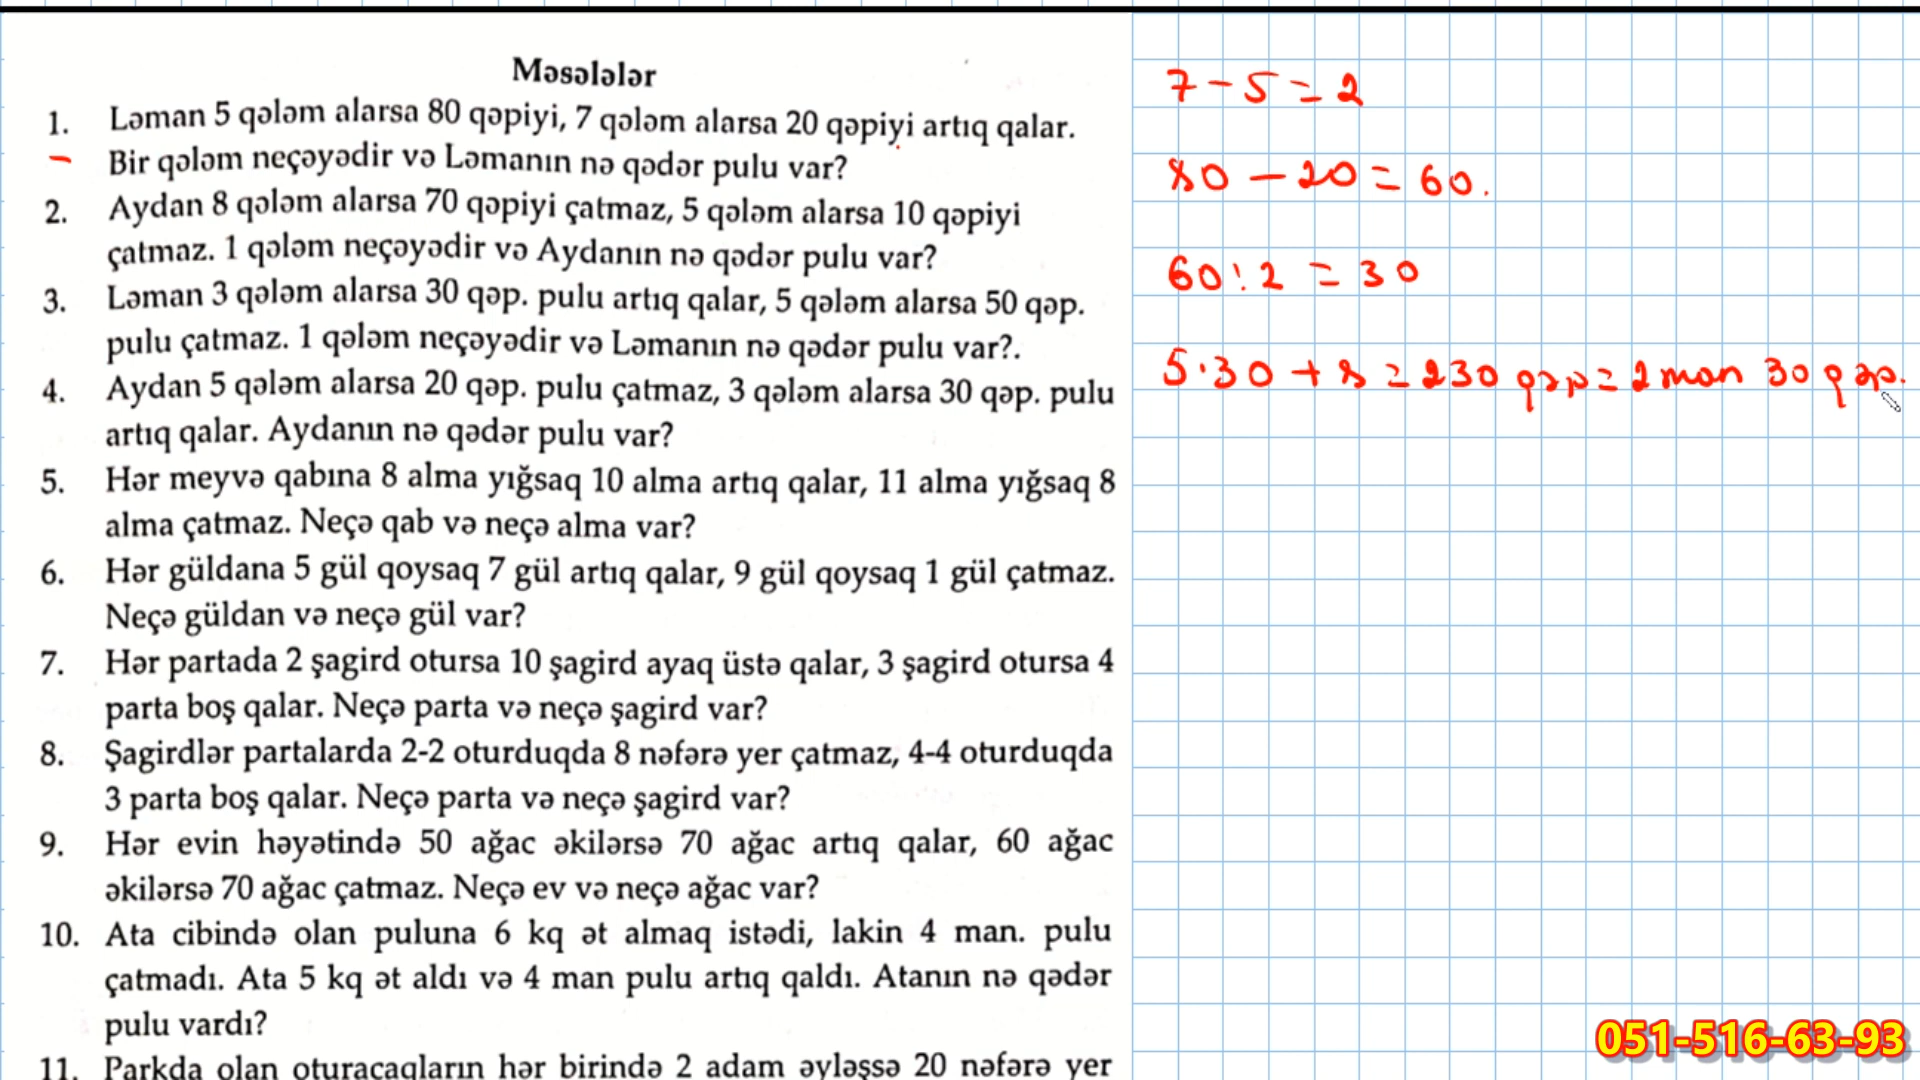 Məsələlər
1. Ləman 5 qələm alarsa 80 qəpiyi, 7 qələm alarsa 20 qəpiyi artıq qalar.
Bir qələm neçəyədir və Ləmanın nə qədər pulu var?
2. Aydan 8 qələm alarsa 70 qəpiyi çatmaz, 5 qələm alarsa 10 qəpiyi
çatmaz. 1 qələm neçəyədir və Aydanın nə qədər pulu var?
3. Ləman 3 qələm alarsa 30 qəp. pulu artıq qalar, 5 qələm alarsa 50 qəp.
pulu çatmaz. 1 qələm neçəyədir və Ləmanın nə qədər pulu var?.
4. Aydan 5 qələm alarsa 20 qəp. pulu çatmaz, 3 qələm alarsa 30 qəp. pulu
artıq qalar. Aydanın nə qədər pulu var?
5. Hər meyvə qabına 8 alma yığsaq 10 alma artıq qalar, 11 alma yığsaq 8
alma çatmaz. Neçə qab və neçə alma var?
6. Hər güldana 5 gül qoysaq 7 gül artıq qalar, 9 gül qoysaq 1 gül çatmaz.
Neçə güldan və neçə gül var?
7. Hər partada 2 şagird otursa 10 şagird ayaq üstə qalar, 3 şagird otursa 4
parta boş qalar. Neçə parta və neçə şagird var?
8. Şagirdlər partalarda 2-2 oturduqda 8 nəfərə yer çatmaz, 4-4 oturduqda
3 parta boş qalar. Neçə parta və neçə şagird var?
9. Hər evin həyətində 50 ağac əkilərsə 70 ağac artıq qalar, 60 ağac
əkilərsə 70 ağac çatmaz. Neçə ev və neçə ağac var?
10. Ata cibində olan puluna 6 kq ət almaq istədi, lakin 4 man. pulu
çatmadı. Ata 5 kq ət aldı və 4 man pulu artıq qaldı. Atanın nə qədər
pulu vardı?
11. Parkda olan oturacaqların hər birində 2 adam əyləşsə 20 nəfərə yer
7 - 5 = 2
80 - 20 = 60.
60 : 2 = 30
5·30 + 8 = 230 qəp = 2 man 30 qəp.
051-516-63-93